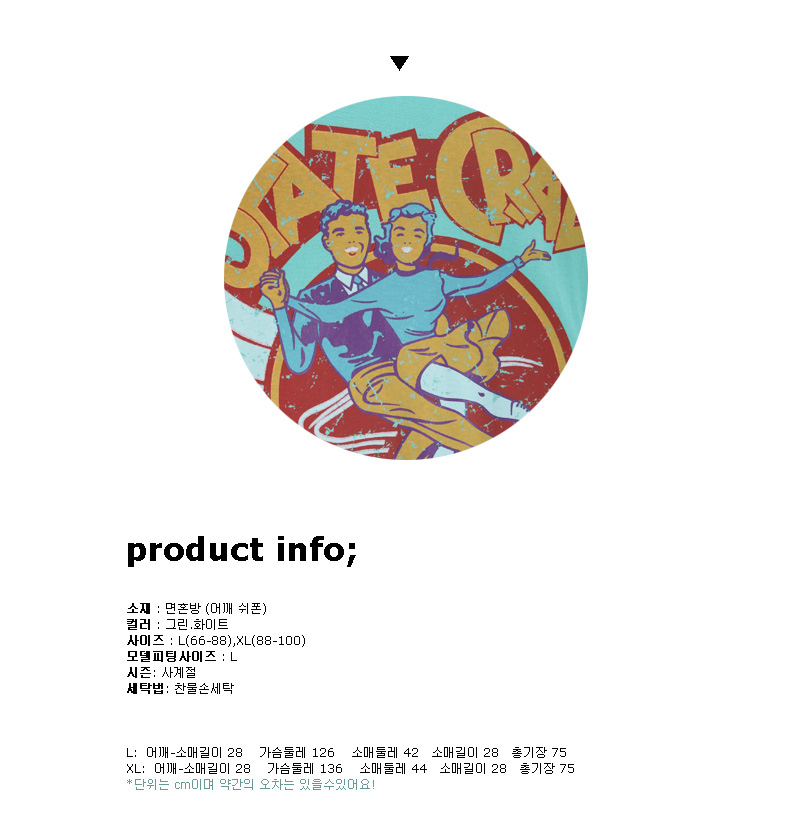 SKATE CRAZ
product info;
소재 : 면혼방 (어깨 쉬폰)
컬러 : 그린.화이트
사이즈 : L(66-88),XL(88-100)
모델피팅사이즈 : L
시즌: 사계절
세탁법: 찬물손세탁
L: 어깨-소매길이 28 가슴둘레 126 소매둘레 42 소매길이 28 총기장 75
XL: 어깨-소매길이 28 가슴둘레 136 소매둘레 44 소매길이 28 총기장 75
*단위는 cm이며 약간의 오차는 있을수있어요!